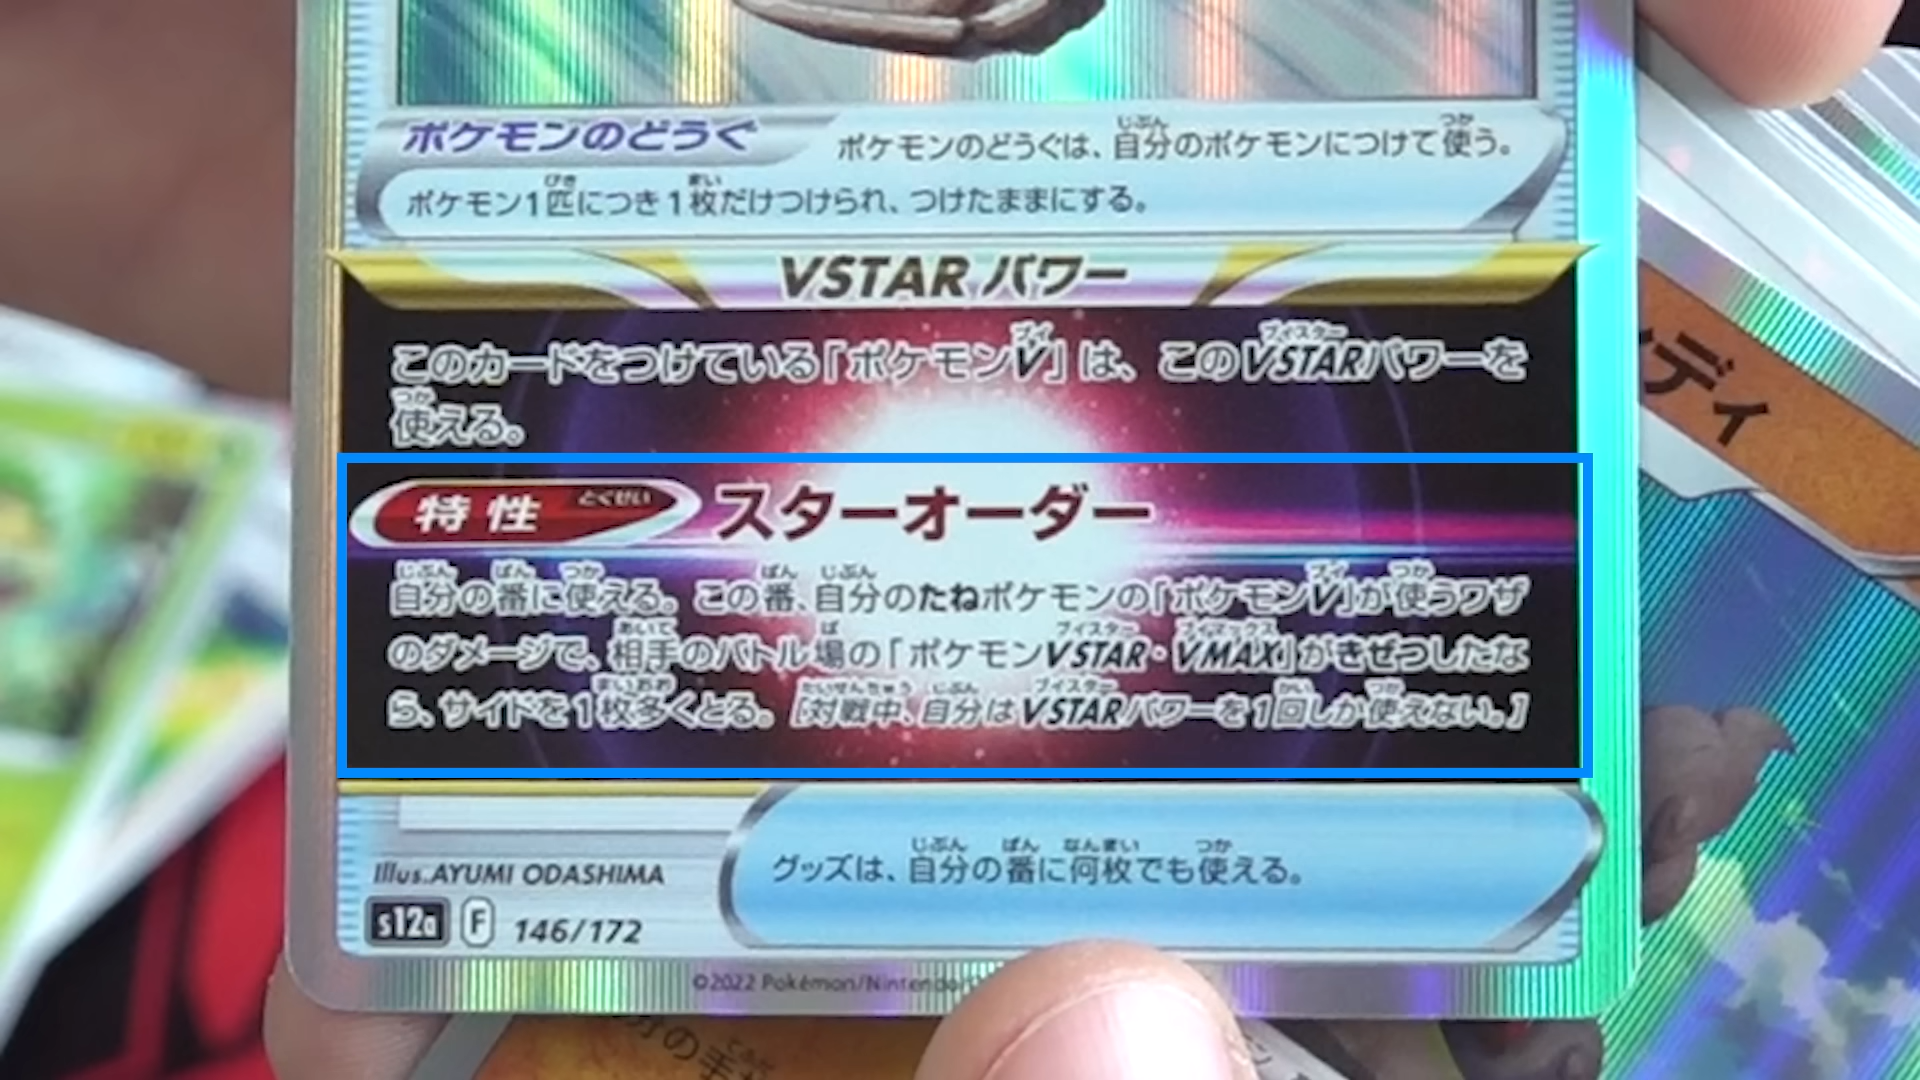 ポケモンのどうぐ
ポケモンのどうぐは、自分のポケモンにつけて使う。
ポケモン1匹につき1枚だけつけられ、つけたままにする。
VSTARパワー
このカードをつけている「ポケモンV」は、このVSTARパワーを
使える。
特性 とくせい スターオーダー
自分の番に使える。この番、自分のたねポケモンの「ポケモンV」が使うワザ
のダメージで、相手のバトル場の「ポケモンVSTAR・VMAX」がきぜつしたな
ら、サイドを1枚多くとる。[対戦中、自分はVSTARパワーを1回しか使えない。]
グッズは、自分の番に何枚でも使える。
Illus.AYUMI ODASHIMA
s12a F 146/172
©2022 Pokémon/Nintendo
ンディ